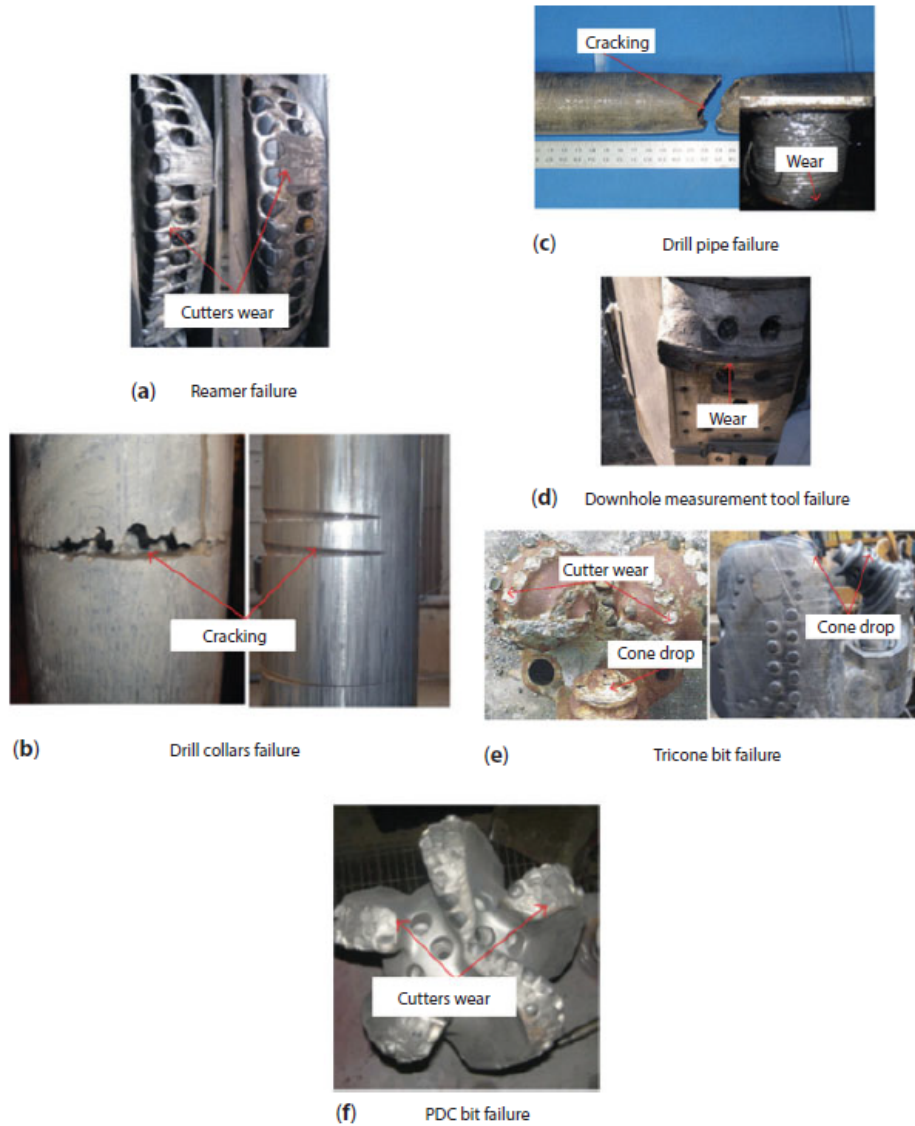 Cutters wear
(a) Reamer failure
Cracking
(b) Drill collars failure
Cracking
Wear
(c) Drill pipe failure
Wear
(d) Downhole measurement tool failure
Cutter wear
Cone drop
Cone drop
(e) Tricone bit failure
Cutters wear
(f) PDC bit failure